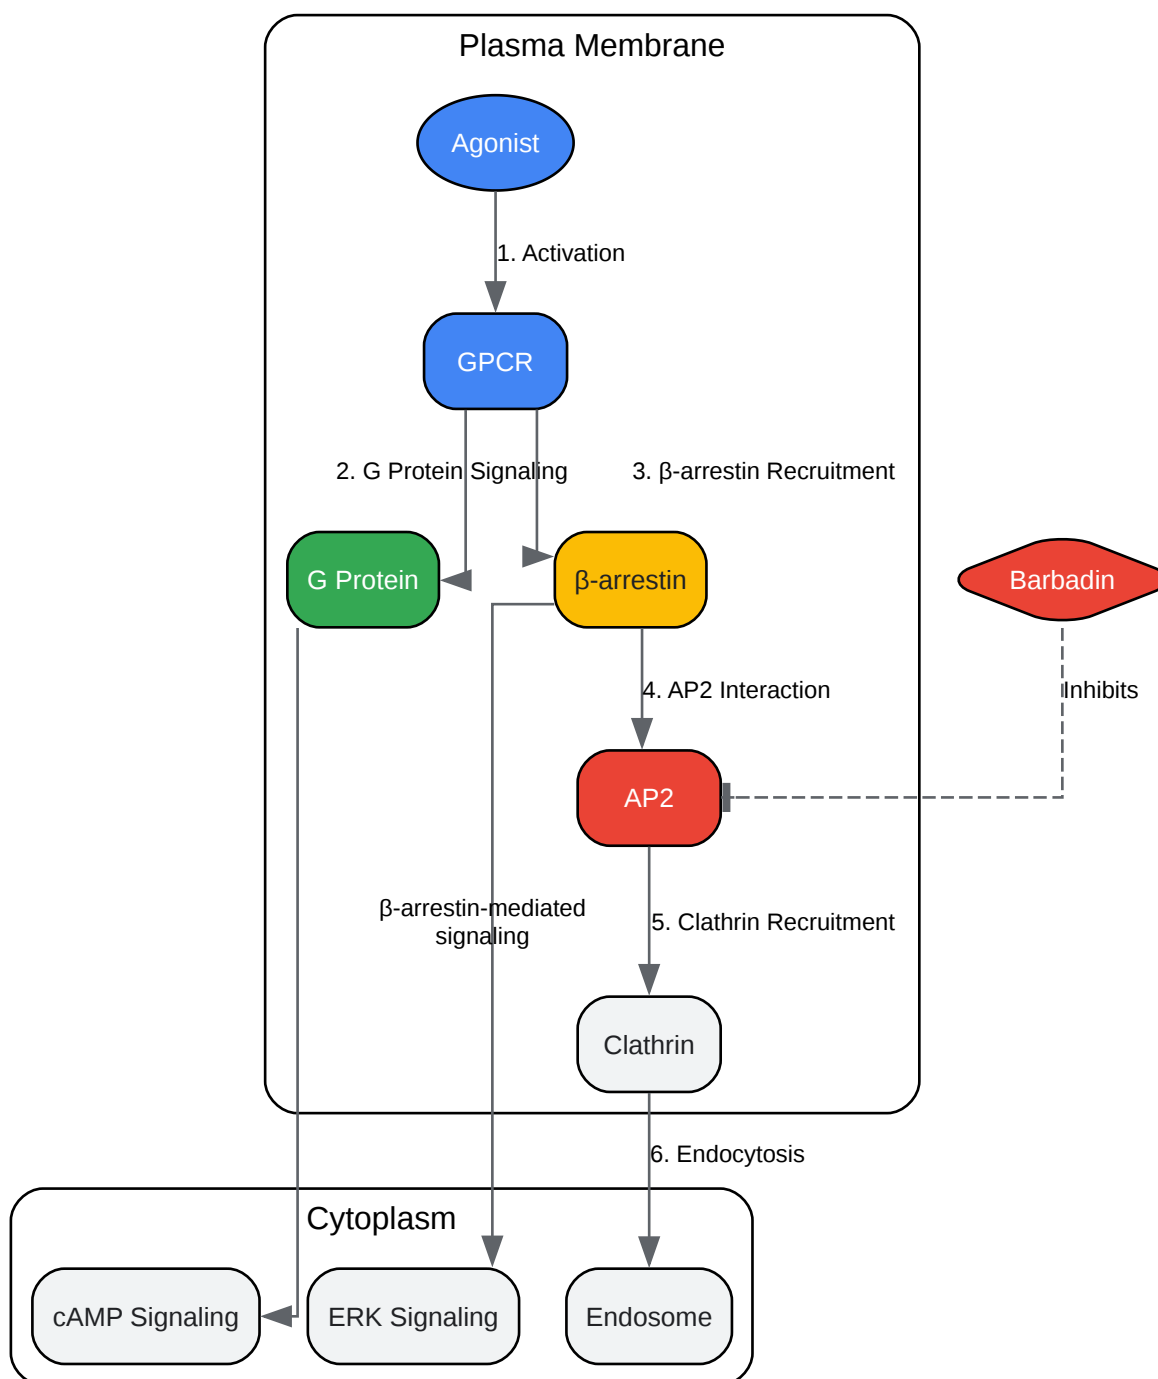 Plasma Membrane
Agonist
1. Activation
GPCR
2. G Protein Signaling
3. β-arrestin Recruitment
G Protein
β-arrestin
Barbadin
4. AP2 Interaction
Inhibits
AP2
β-arrestin-mediated
signaling
5. Clathrin Recruitment
Clathrin
6. Endocytosis
Cytoplasm
cAMP Signaling
ERK Signaling
Endosome